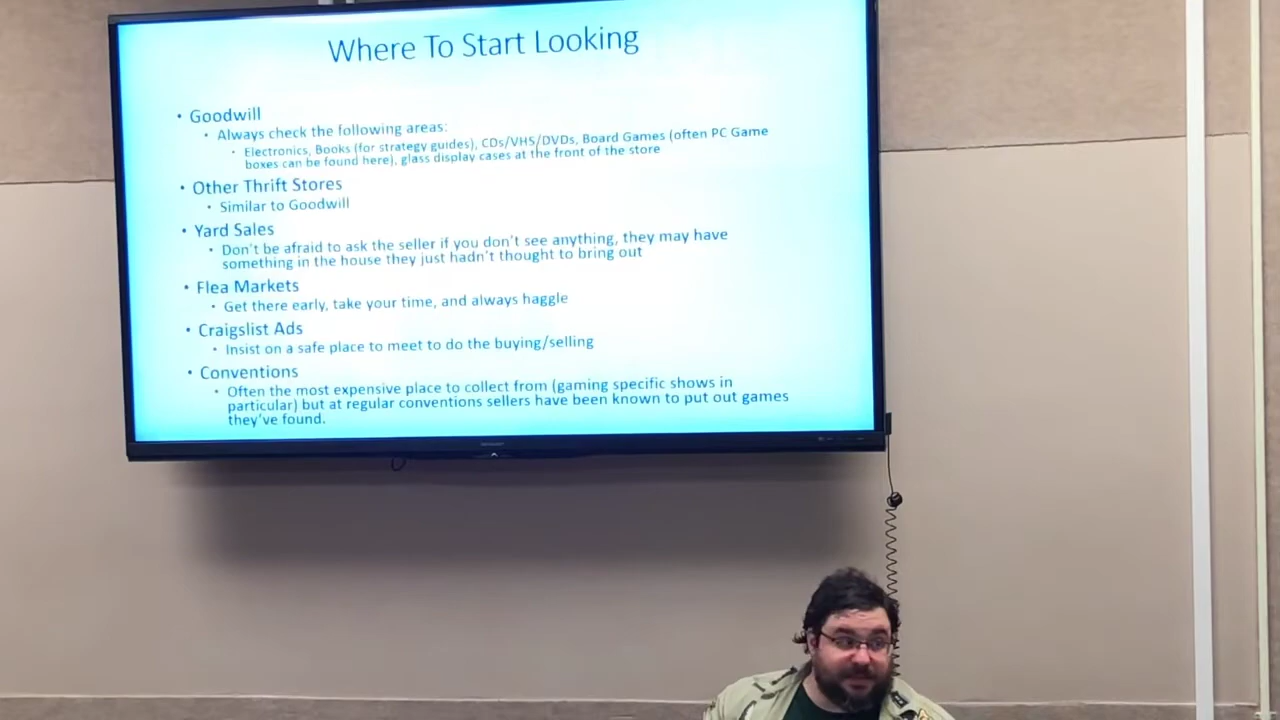 Where To Start Looking
• Goodwill
• Always check the following areas:
• Electronics, Books (for strategy guides), CDs/VHS/DVDs, Board Games (often PC Game
boxes can be found here), glass display cases at the front of the store
• Other Thrift Stores
• Similar to Goodwill
• Yard Sales
• Don't be afraid to ask the seller if you don't see anything, they may have
something in the house they just hadn't thought to bring out
• Flea Markets
• Get there early, take your time, and always haggle
• Craigslist Ads
• Insist on a safe place to meet to do the buying/selling
• Conventions
• Often the most expensive place to collect from (gaming specific shows in
particular) but at regular conventions sellers have been known to put out games
they've found.
SHARP